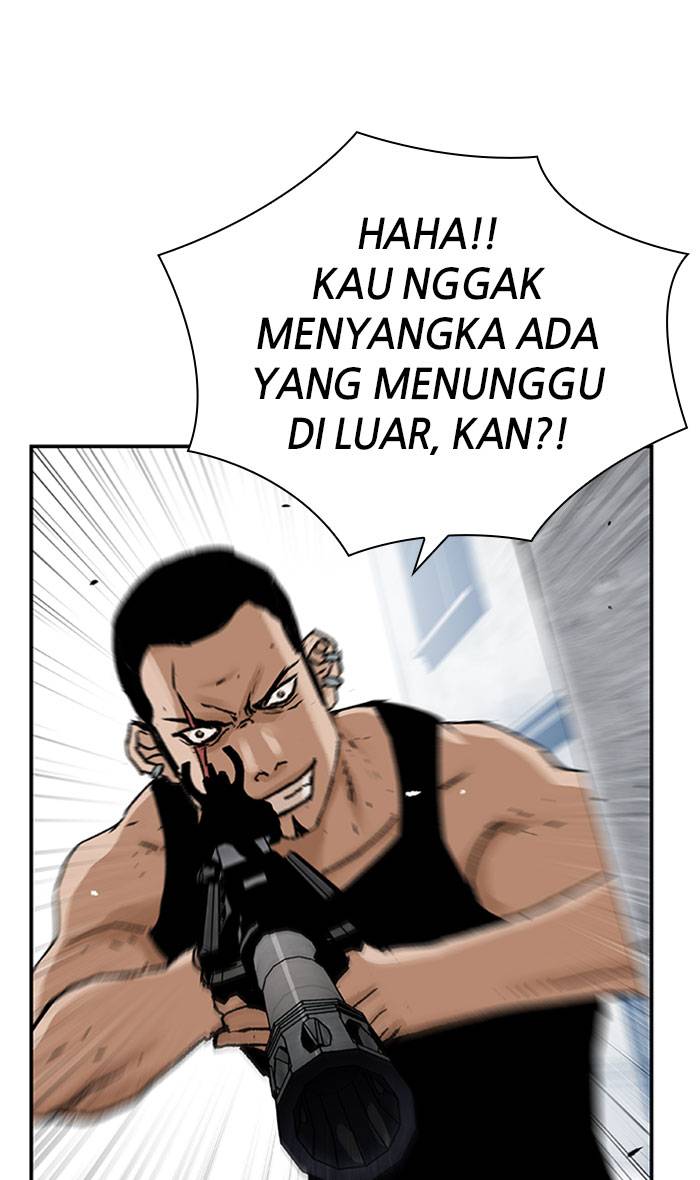 HAHA!!
KAU NGGAK
MENYANGKA ADA
YANG MENUNGGU
DI LUAR, KAN?!